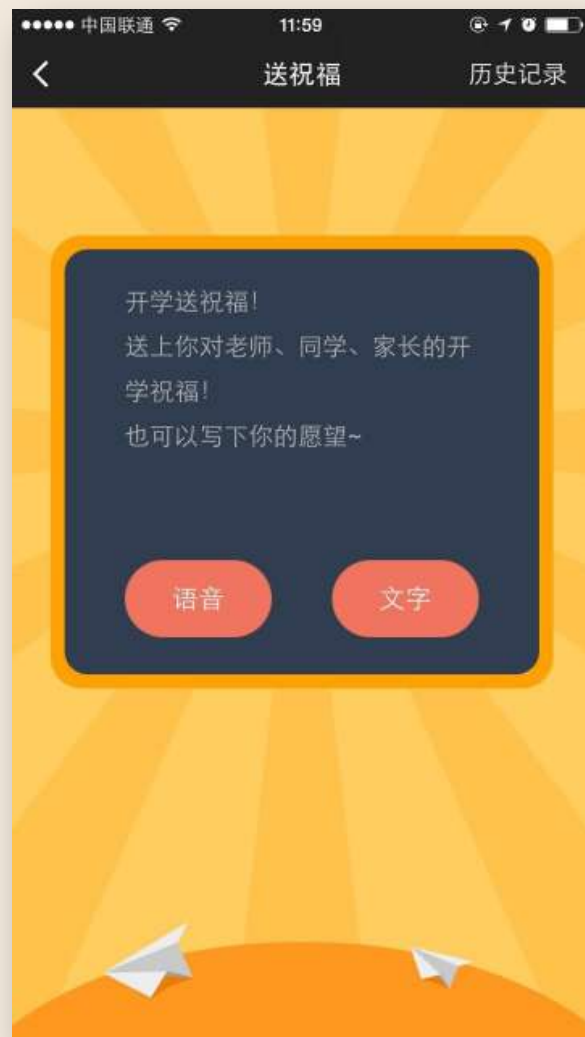 中国联通 11:59
送祝福 历史记录
开学送祝福!
送上你对老师、同学、家长的开
学祝福!
也可以写下你的愿望~
语音 文字